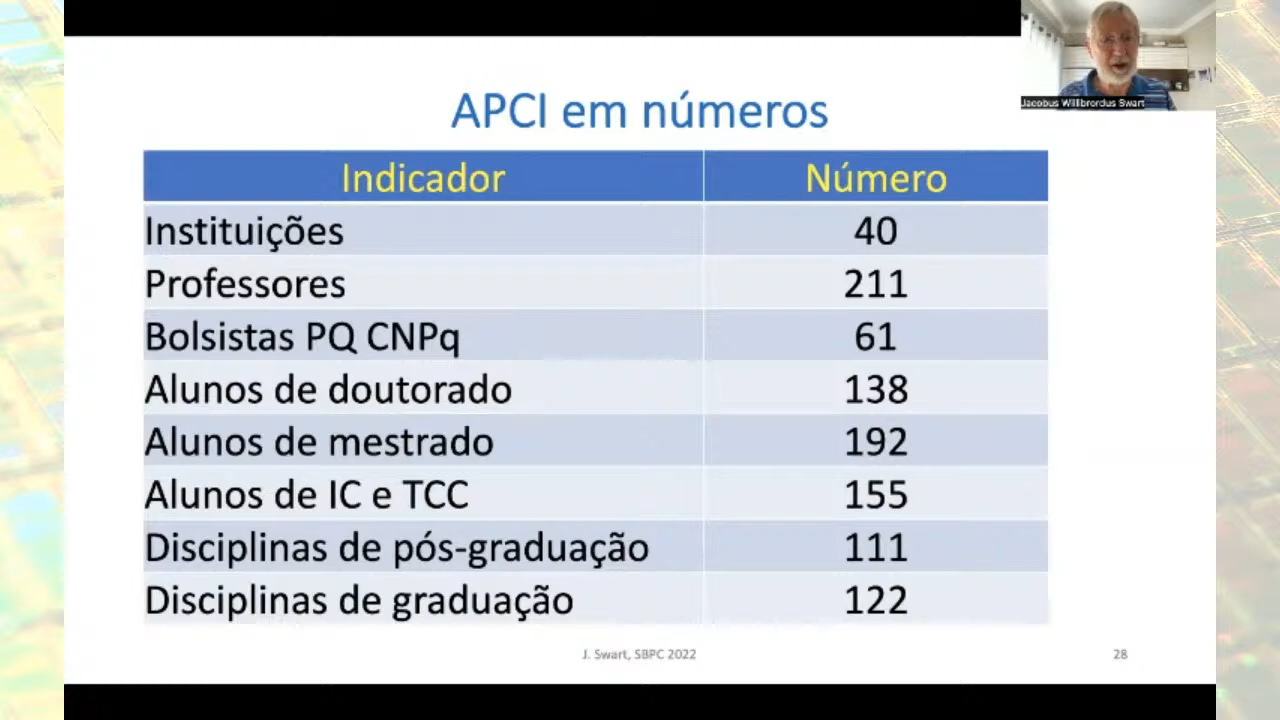 Jacobus Willibrordus Swart
APCI em números
Indicador Número
Instituições 40
Professores 211
Bolsistas PQ CNPq 61
Alunos de doutorado 138
Alunos de mestrado 192
Alunos de IC e TCC 155
Disciplinas de pós-graduação 111
Disciplinas de graduação 122
J. Swart, SBPC 2022 28